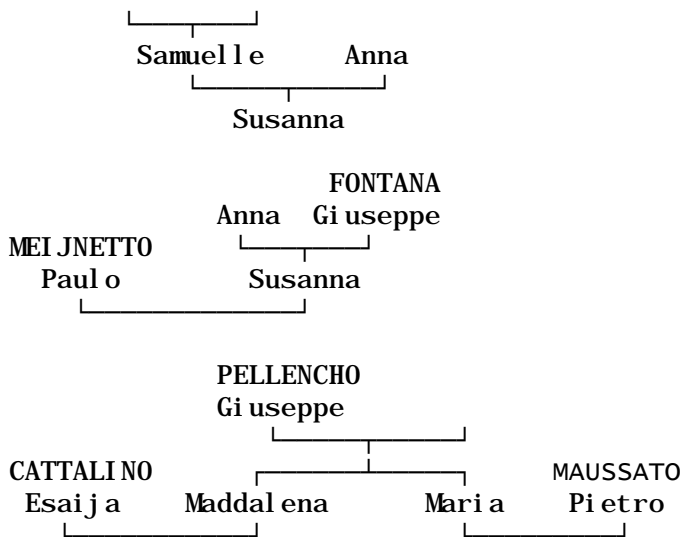 Samuelle Anna
Susanna
FONTANA
Anna Giuseppe
MEIJNETTO
Paulo Susanna
PELLENCHO
Giuseppe
CATTALINO MAUSSATO
Esaija Maddalena Maria Pietro